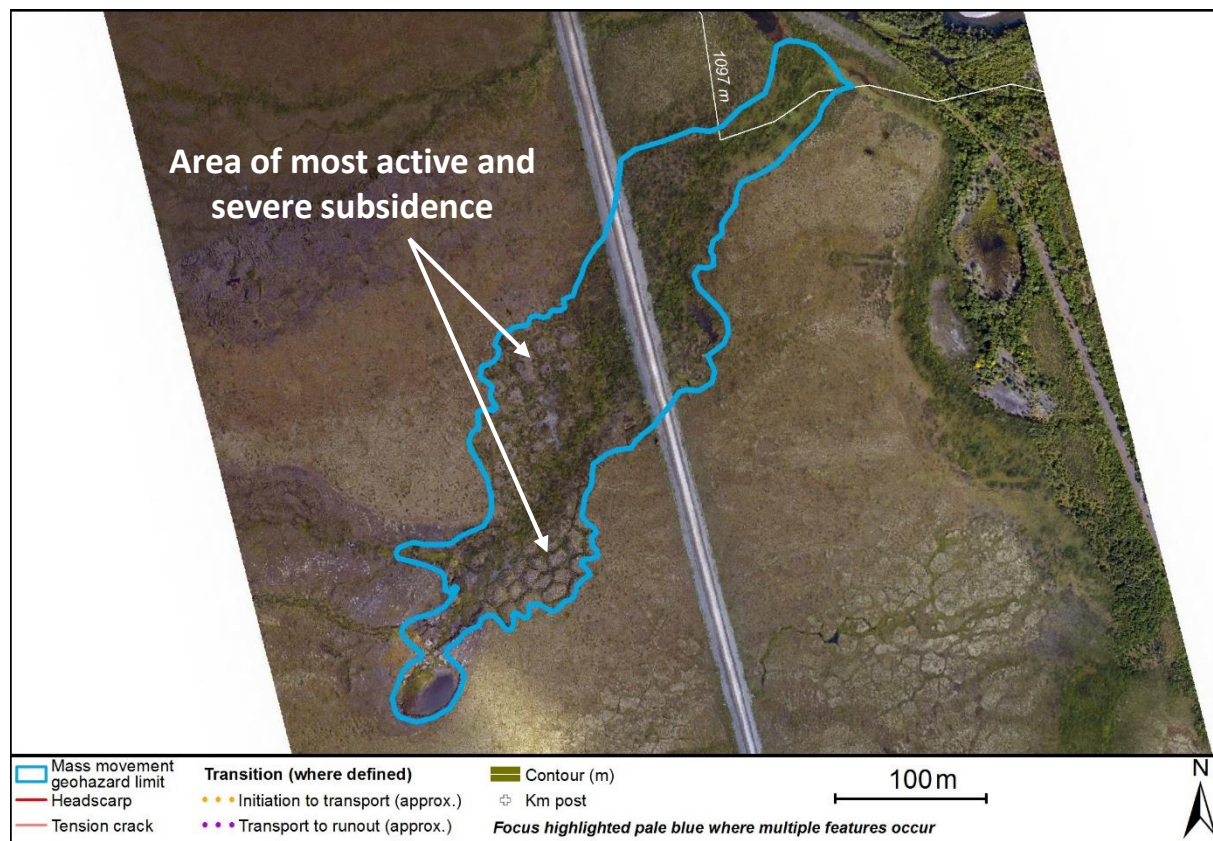 1097 m
Area of most active and
severe subsidence
Mass movement
geohazard limit
Headscarp
Tension crack
Transition (where defined)
Initiation to transport (approx.)
Transport to runout (approx.)
Contour (m)
Km post
Focus highlighted pale blue where multiple features occur
100 m
N